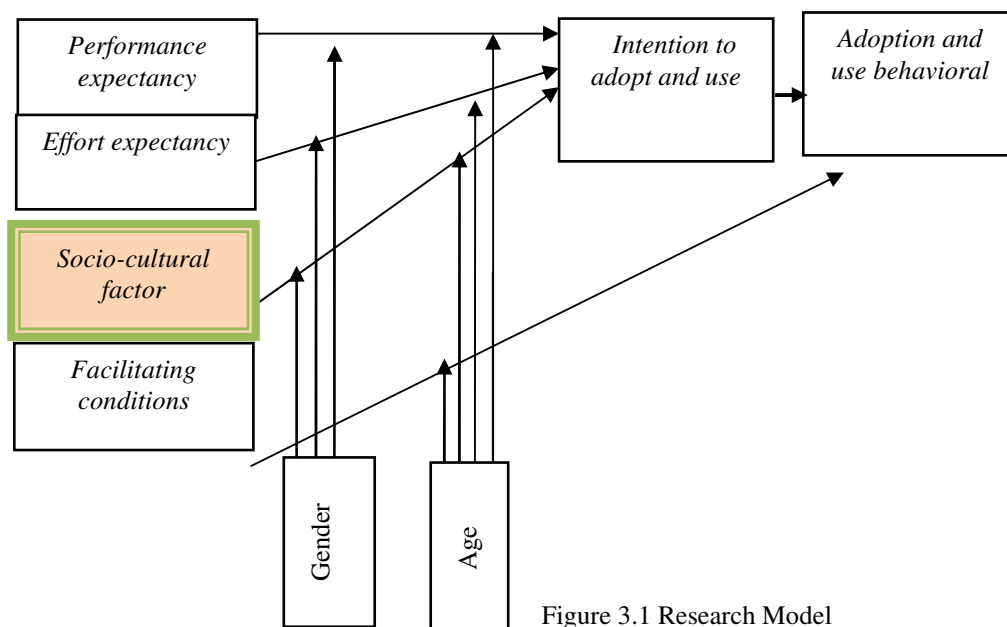 Performance
expectancy
Effort expectancy
Socio-cultural
factor
Facilitating
conditions
Intention to
adopt and use
Adoption and
use behavioral
Gender
Age
Figure 3.1 Research Model